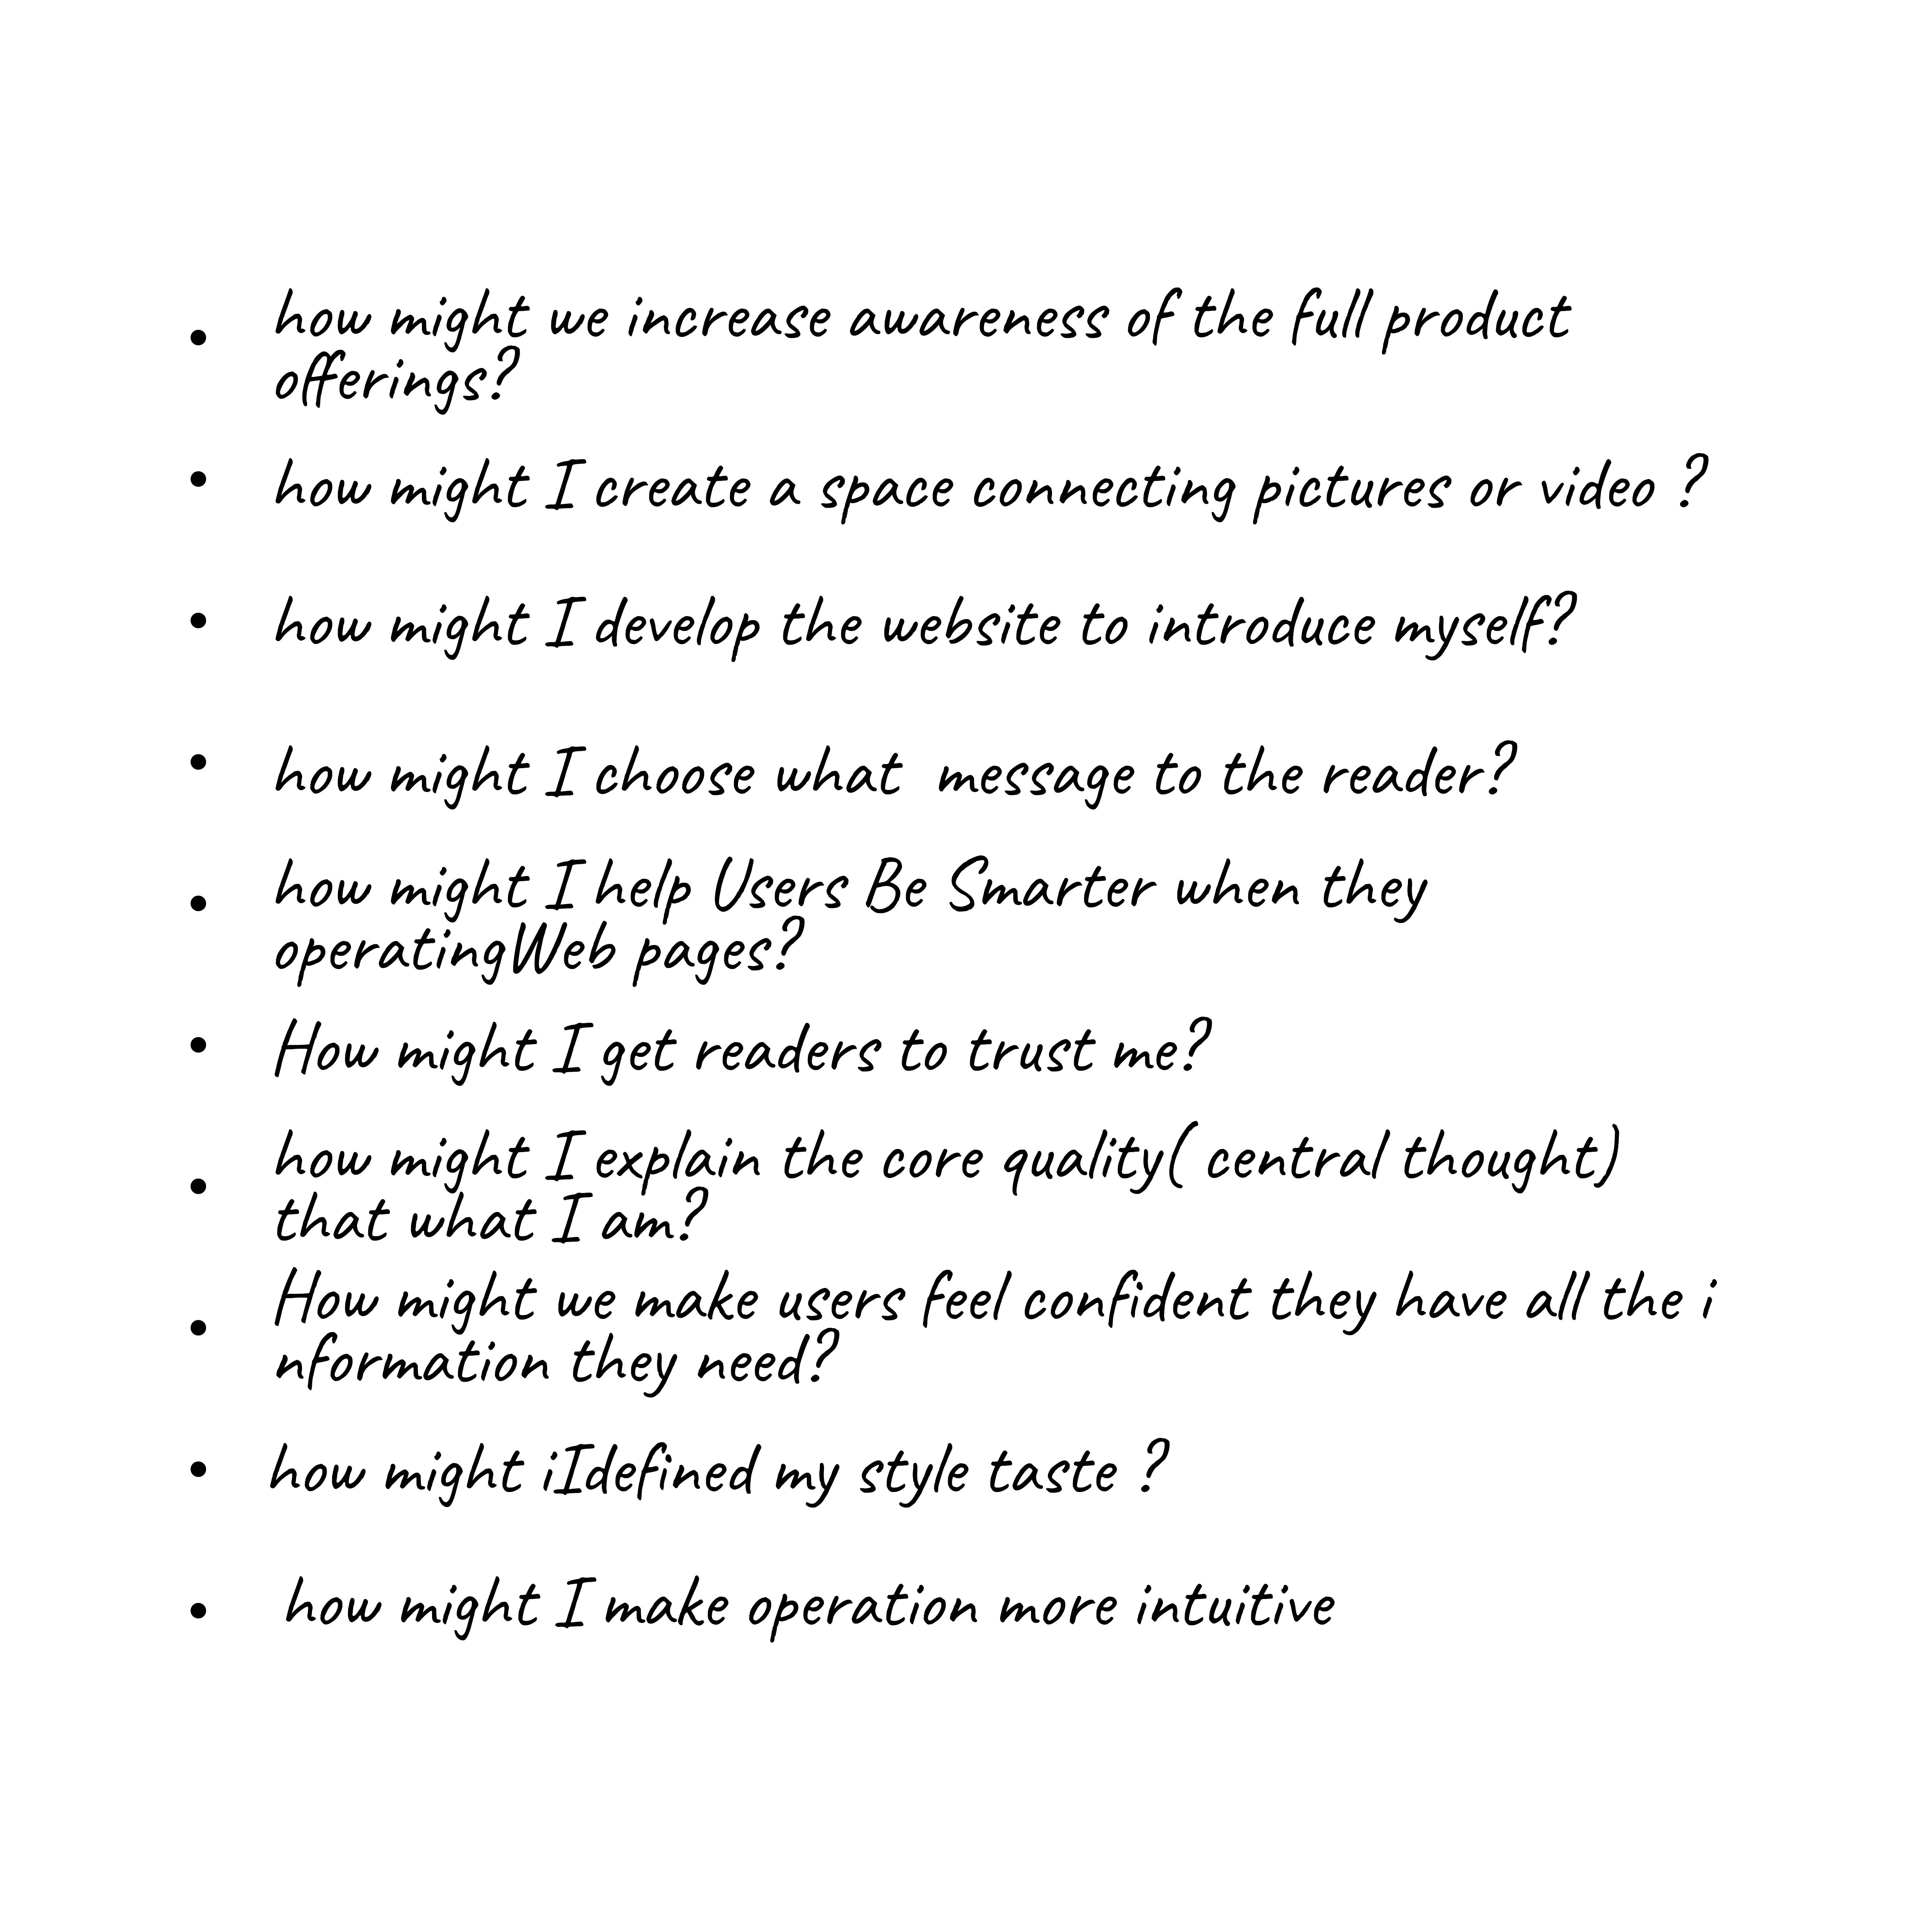 how might we increase awareness of the full product
offerings?
how might I create a space connecting pictures or video ?
how might I develop the website to introduce myself?
how might I choose what  message to the reader?
how might I help Users Be Smarter when they
operatingWeb pages?
How might I get readers to trust me?
how might I explain the core quality( central thought)
that what I am?
How might we make users feel confident they have all the i
nformation they need?
how might iIdefined my style taste ?
how might I make operation more intuitive